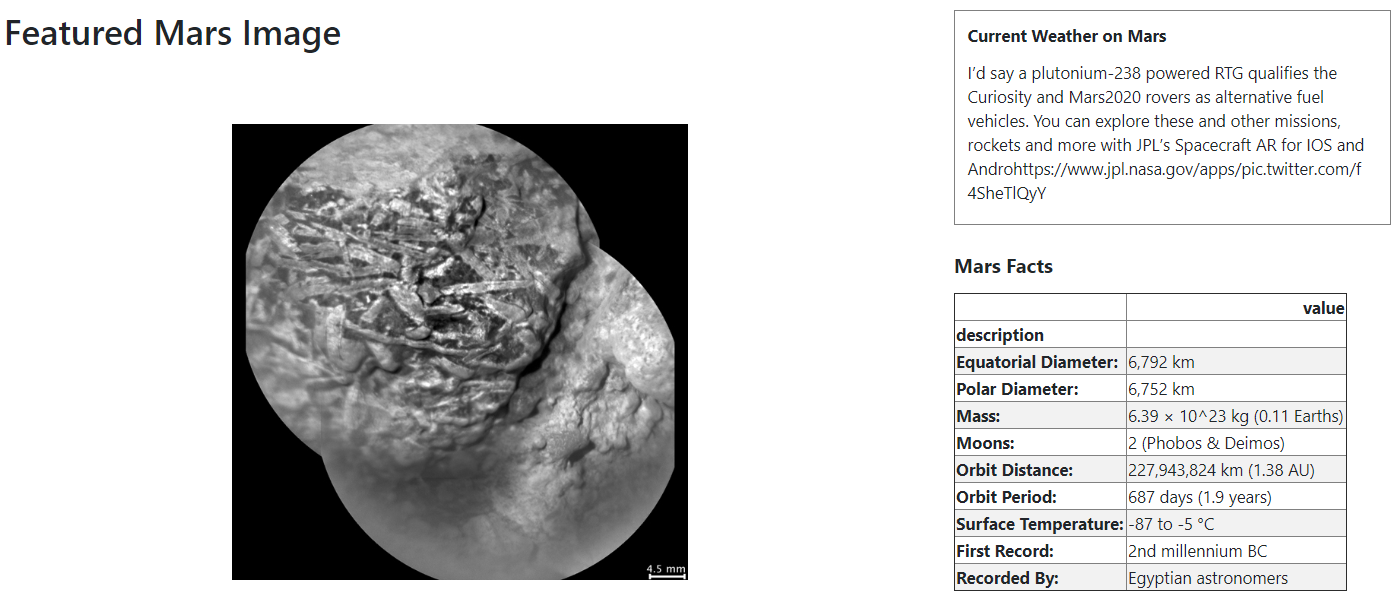 Featured Mars Image
4.5 mm
Current Weather on Mars
I’d say a plutonium-238 powered RTG qualifies the
Curiosity and Mars2020 rovers as alternative fuel
vehicles. You can explore these and other missions,
rockets and more with JPL’s Spacecraft AR for IOS and
Androhttps://www.jpl.nasa.gov/apps/pic.twitter.com/f
4SheTlQyY
Mars Facts
value
description
Equatorial Diameter: 6,792 km
Polar Diameter: 6,752 km
Mass: 6.39 × 10^23 kg (0.11 Earths)
Moons: 2 (Phobos & Deimos)
Orbit Distance: 227,943,824 km (1.38 AU)
Orbit Period: 687 days (1.9 years)
Surface Temperature: -87 to -5 °C
First Record: 2nd millennium BC
Recorded By: Egyptian astronomers